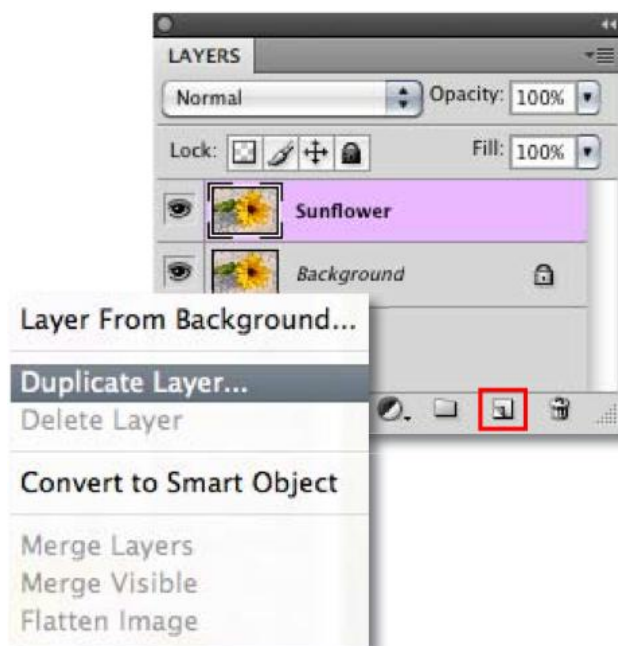 LAYERS
Normal Opacity: 100%
Lock: Fill: 100%
Sunflower
Background
Layer From Background...
Duplicate Layer...
Delete Layer
Convert to Smart Object
Merge Layers
Merge Visible
Flatten Image